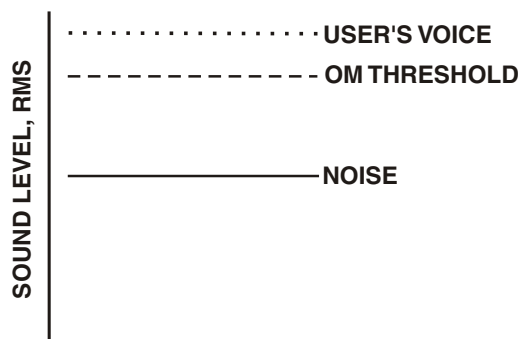 USER'S VOICE
OM THRESHOLD
NOISE
SOUND LEVEL, RMS